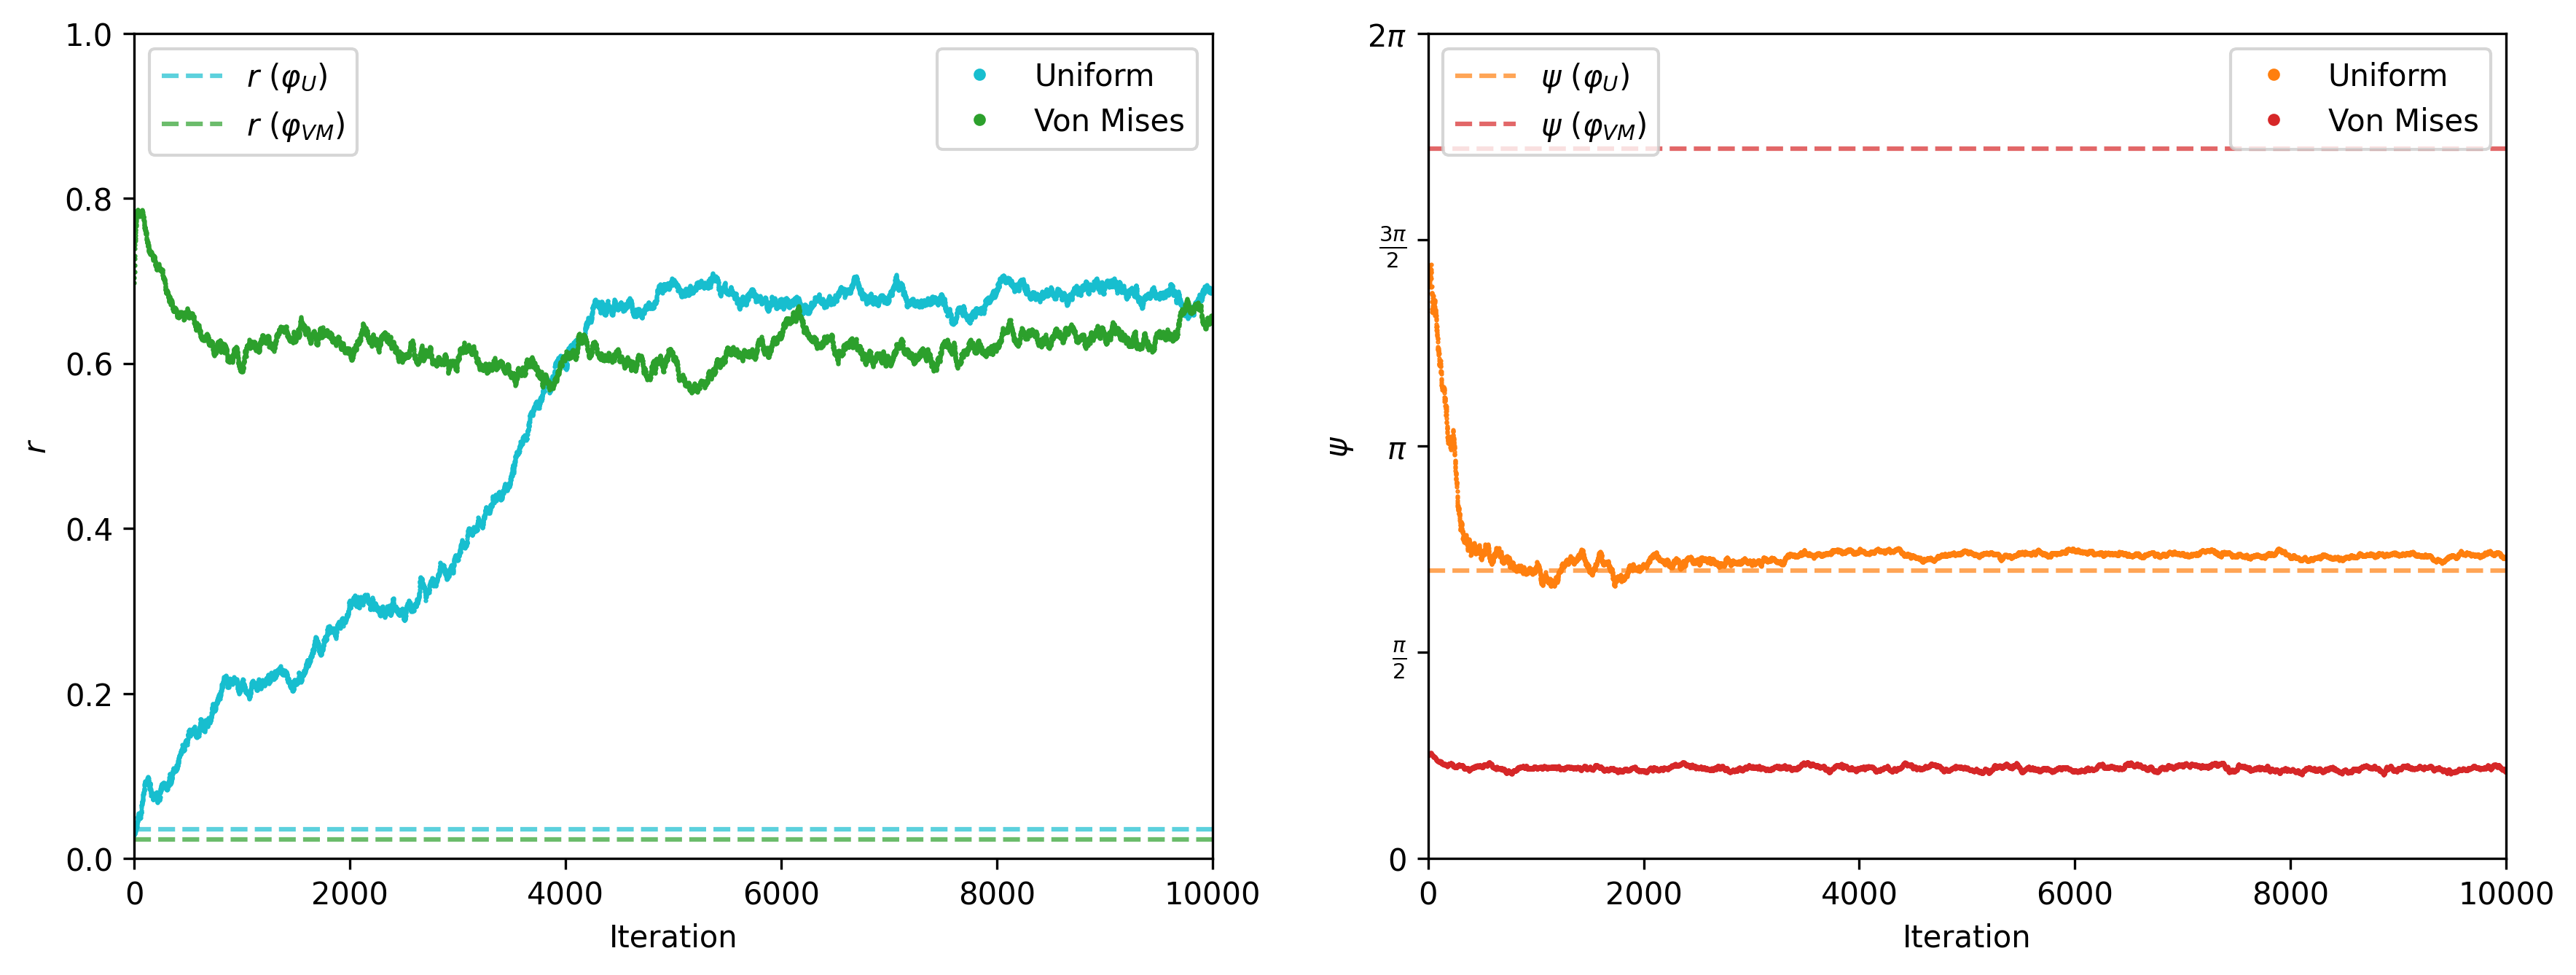 1.0
0.8
0.6
0.4
0.2
0.0
r
r (φU)
r (φVM)
Uniform
Von Mises
0 2000 4000 6000 8000 10000
Iteration
2π
3π
2
π
π
2
0
ψ
ψ (φU)
ψ (φVM)
Uniform
Von Mises
0 2000 4000 6000 8000 10000
Iteration